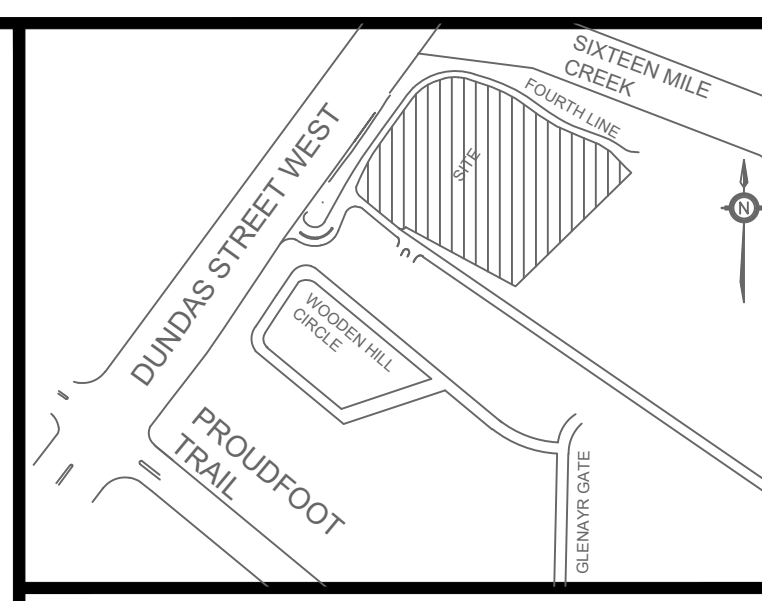 SIXTEEN MILE
CREEK
FOURTH LINE
SITE
DUNDAS STREET WEST
N
WOODEN HILL
CIRCLE
PROUDFOOT
TRAIL
GLENAYR GATE